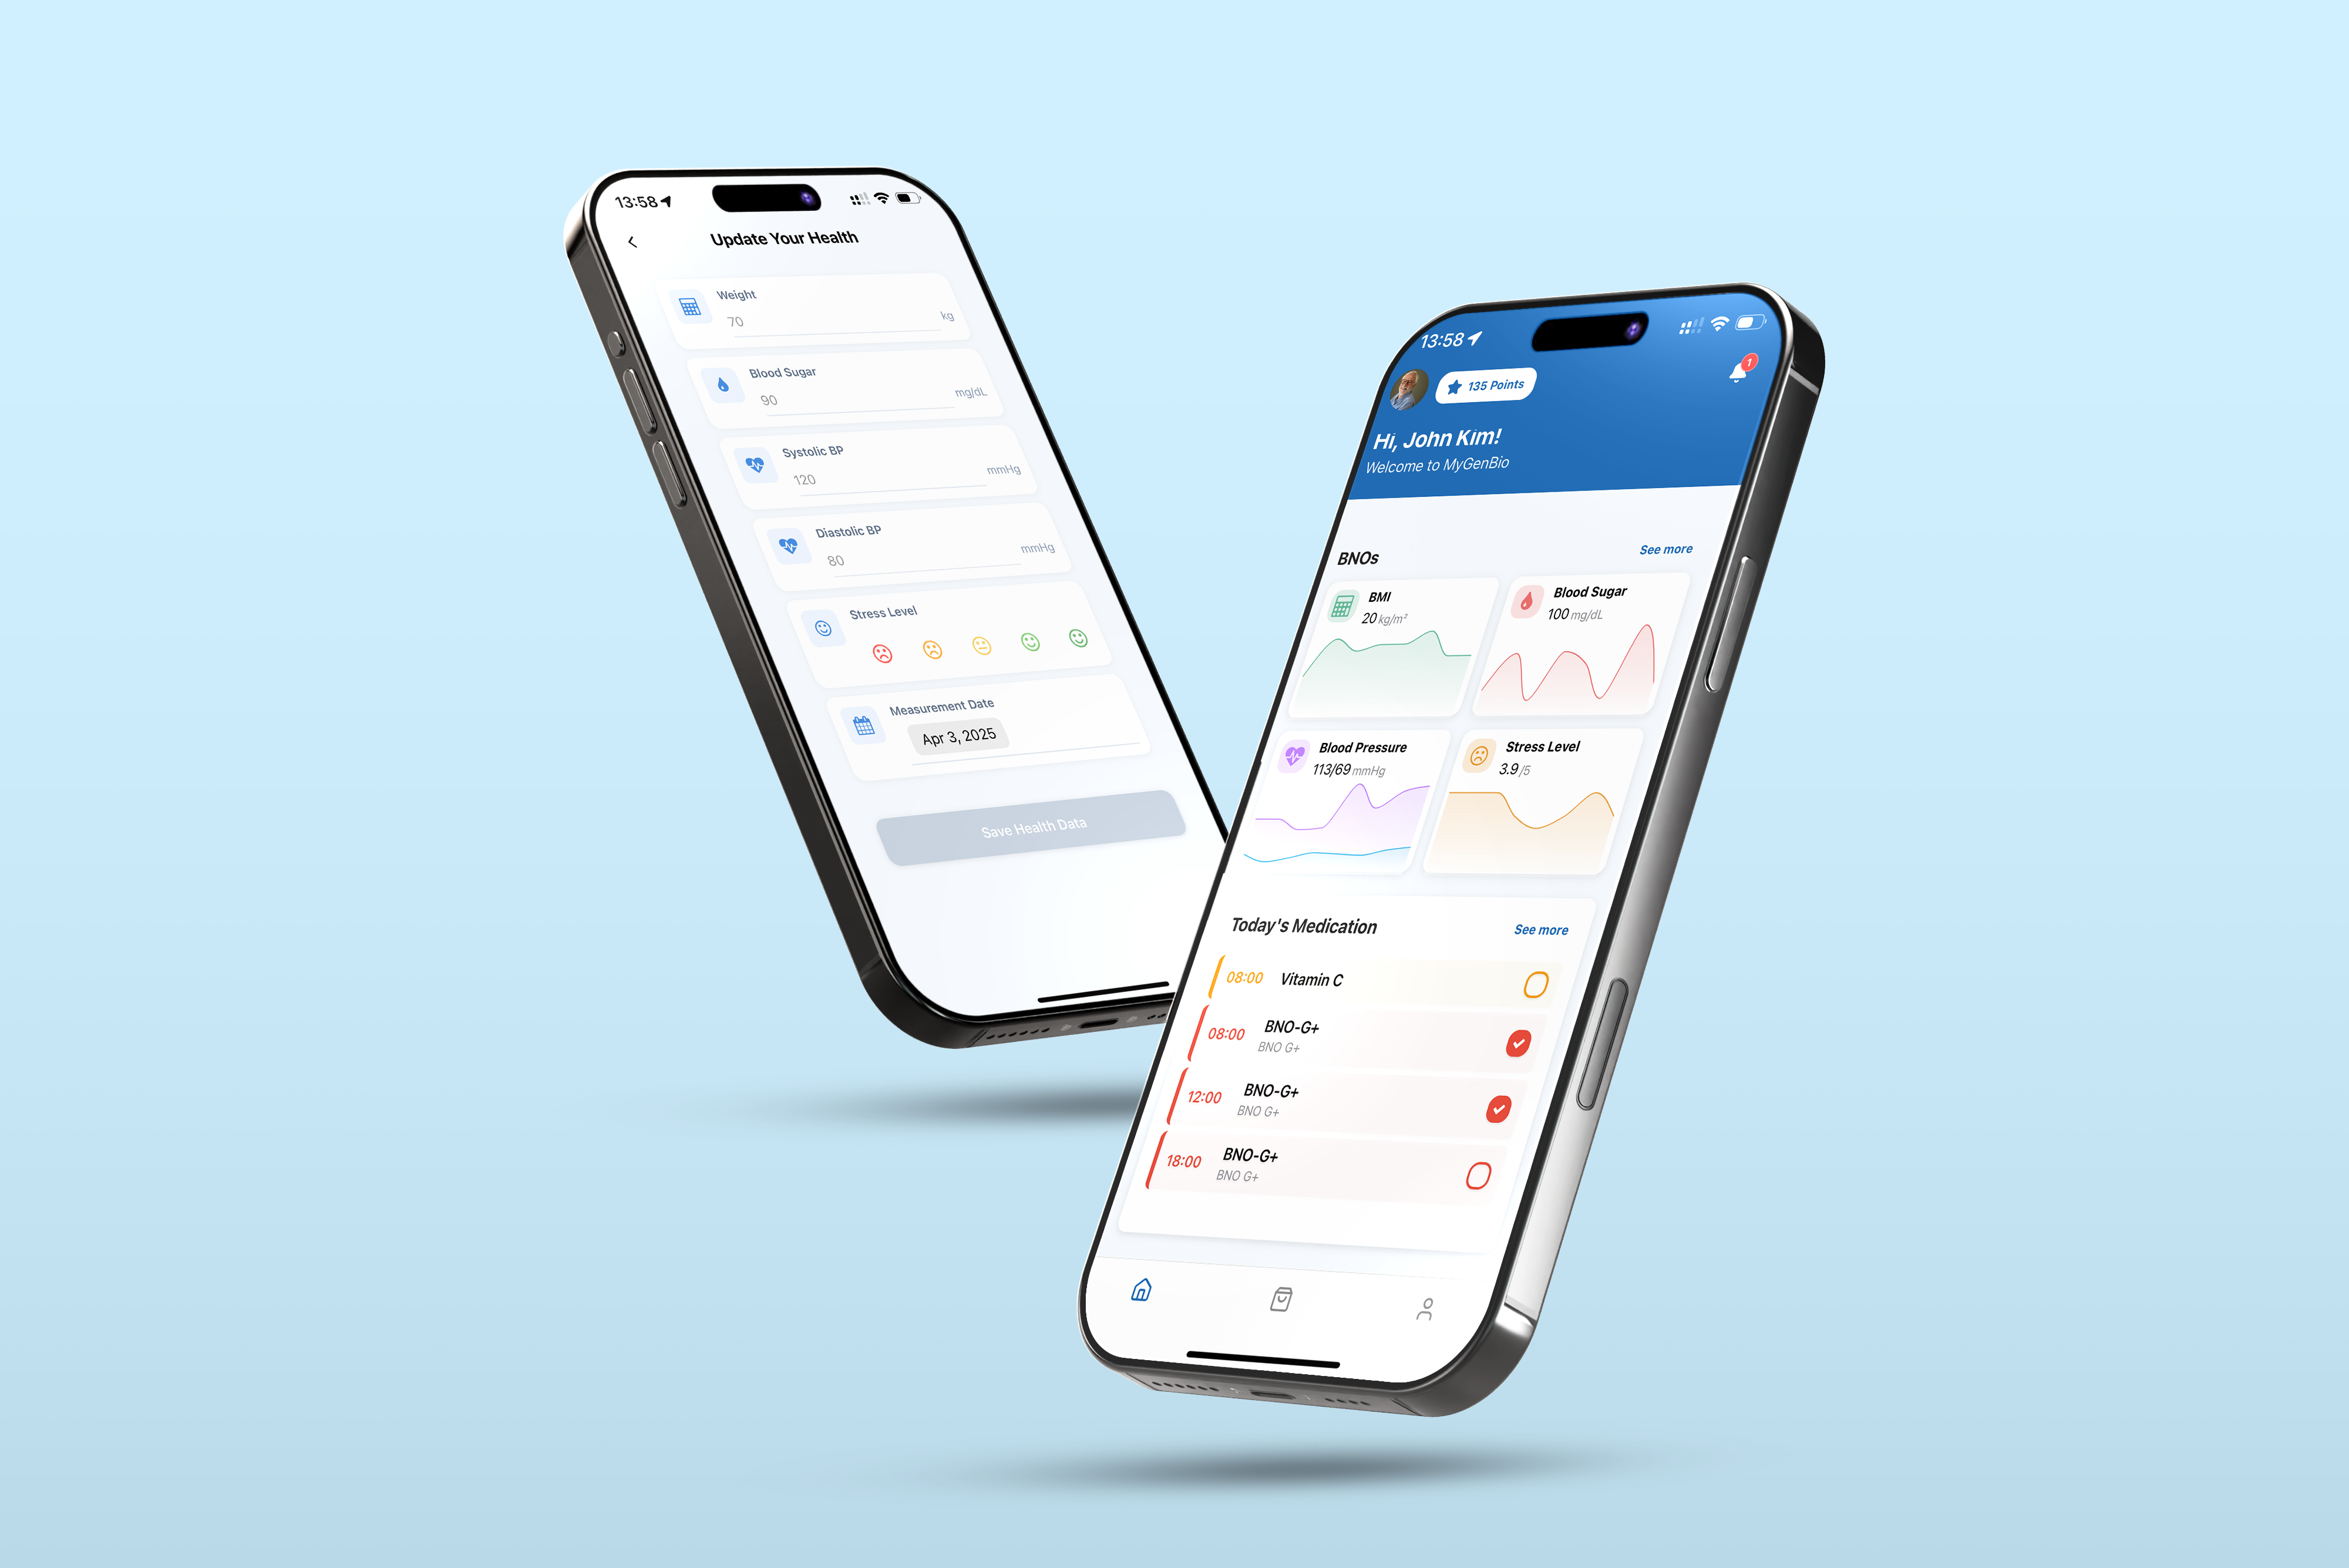 13:58
Update Your Health
Weight
70 kg
Blood Sugar
90 mg/dL
Systolic BP
120 mmHg
Diastolic BP
80 mmHg
Stress Level
Measurement Date
Apr 3, 2025
Save Health Data
13:58
135 Points
1
Hi, John Kim!
Welcome to MyGenBio
BNOs See more
BMI
20 kg/m²
Blood Sugar
100 mg/dL
Blood Pressure
113/69 mmHg
Stress Level
3.9 /5
Today's Medication See more
08:00 Vitamin C
08:00 BNO-G+
BNO G+
12:00 BNO-G+
BNO G+
18:00 BNO-G+
BNO G+